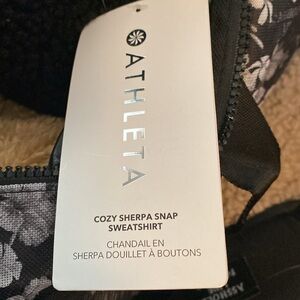 ATHLETA
COZY SHERPA SNAP
SWEATSHIRT
CHANDAIL EN
SHERPA DOUILLET À BOUTONS